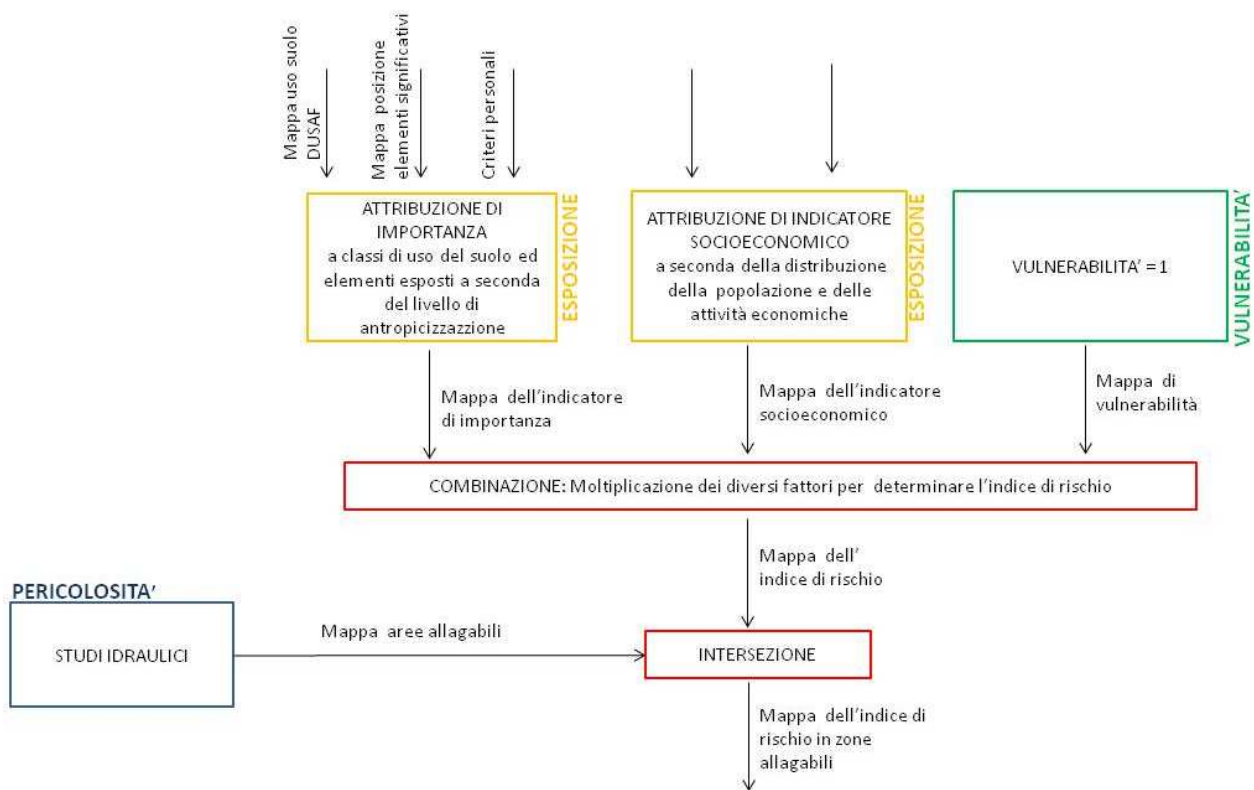 Mappa uso suolo
DUSAF
Mappa posizione
elementi significativi
Criteri personali
ATTRIBUZIONE DI
IMPORTANZA
a classi di uso del suolo ed
elementi esposti a seconda
del livello di
antropicizzazzione
ESPOSIZIONE
ATTRIBUZIONE DI INDICATORE
SOCIOECONOMICO
a seconda della distribuzione
della popolazione e delle
attività economiche
ESPOSIZIONE
VULNERABILITA’ = 1
VULNERABILITA’
Mappa dell’indicatore
di importanza
Mappa dell’indicatore
socioeconomico
Mappa di
vulnerabilità
COMBINAZIONE: Moltiplicazione dei diversi fattori per determinare l’indice di rischio
Mappa dell’
indice di rischio
PERICOLOSITA’
STUDI IDRAULICI
Mappa aree allagabili
INTERSEZIONE
Mappa dell’indice di
rischio in zone
allagabili